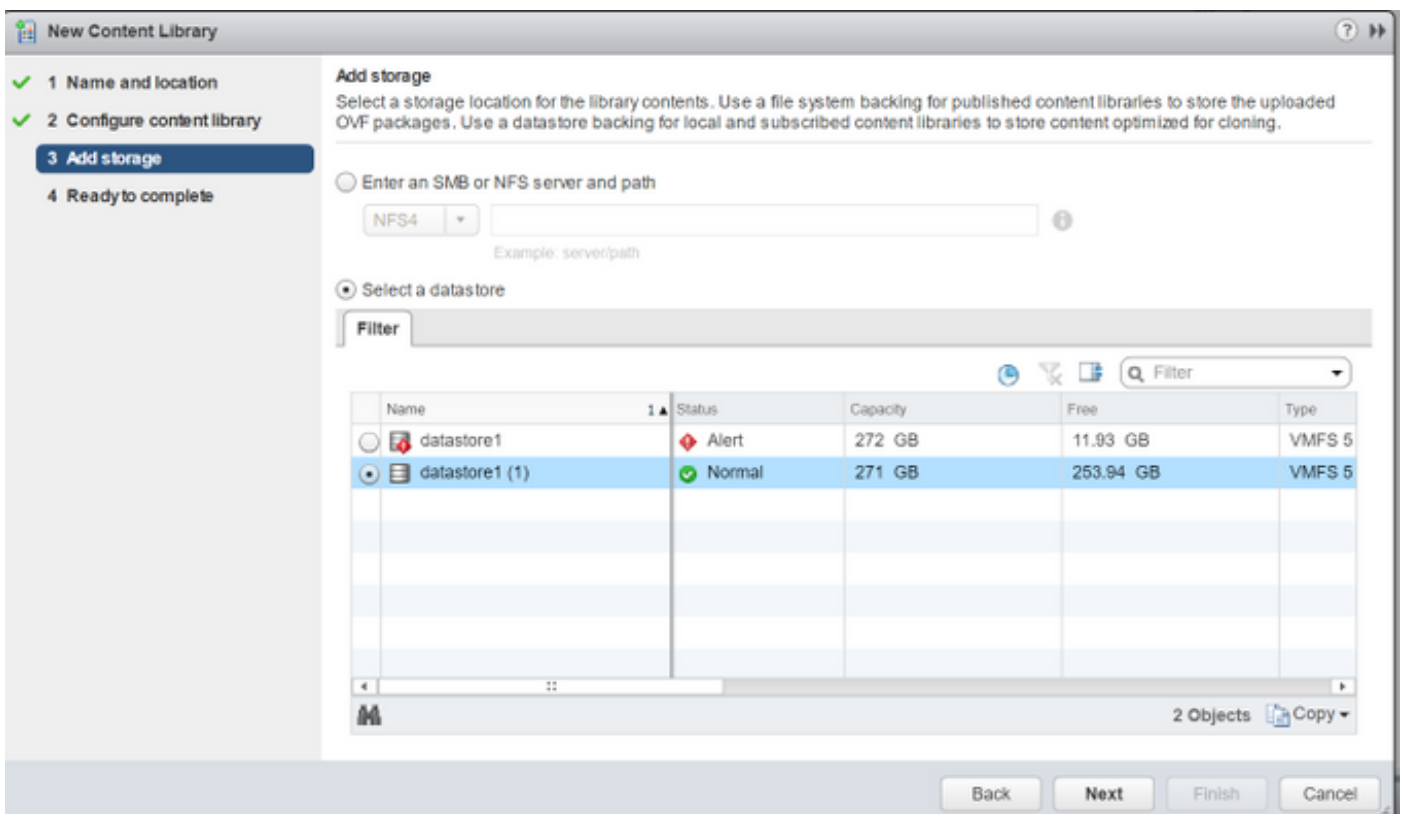 New Content Library
1 Name and location
2 Configure content library
3 Add storage
4 Ready to complete
Add storage
Select a storage location for the library contents. Use a file system backing for published content libraries to store the uploaded
OVF packages. Use a datastore backing for local and subscribed content libraries to store content optimized for cloning.
Enter an SMB or NFS server and path
NFS4
Example: server/path
Select a datastore
Filter
Filter
Name 1 Status Capacity Free Type
datastore1 Alert 272 GB 11.93 GB VMFS 5
datastore1 (1) Normal 271 GB 253.94 GB VMFS 5
2 Objects Copy
Back Next Finish Cancel